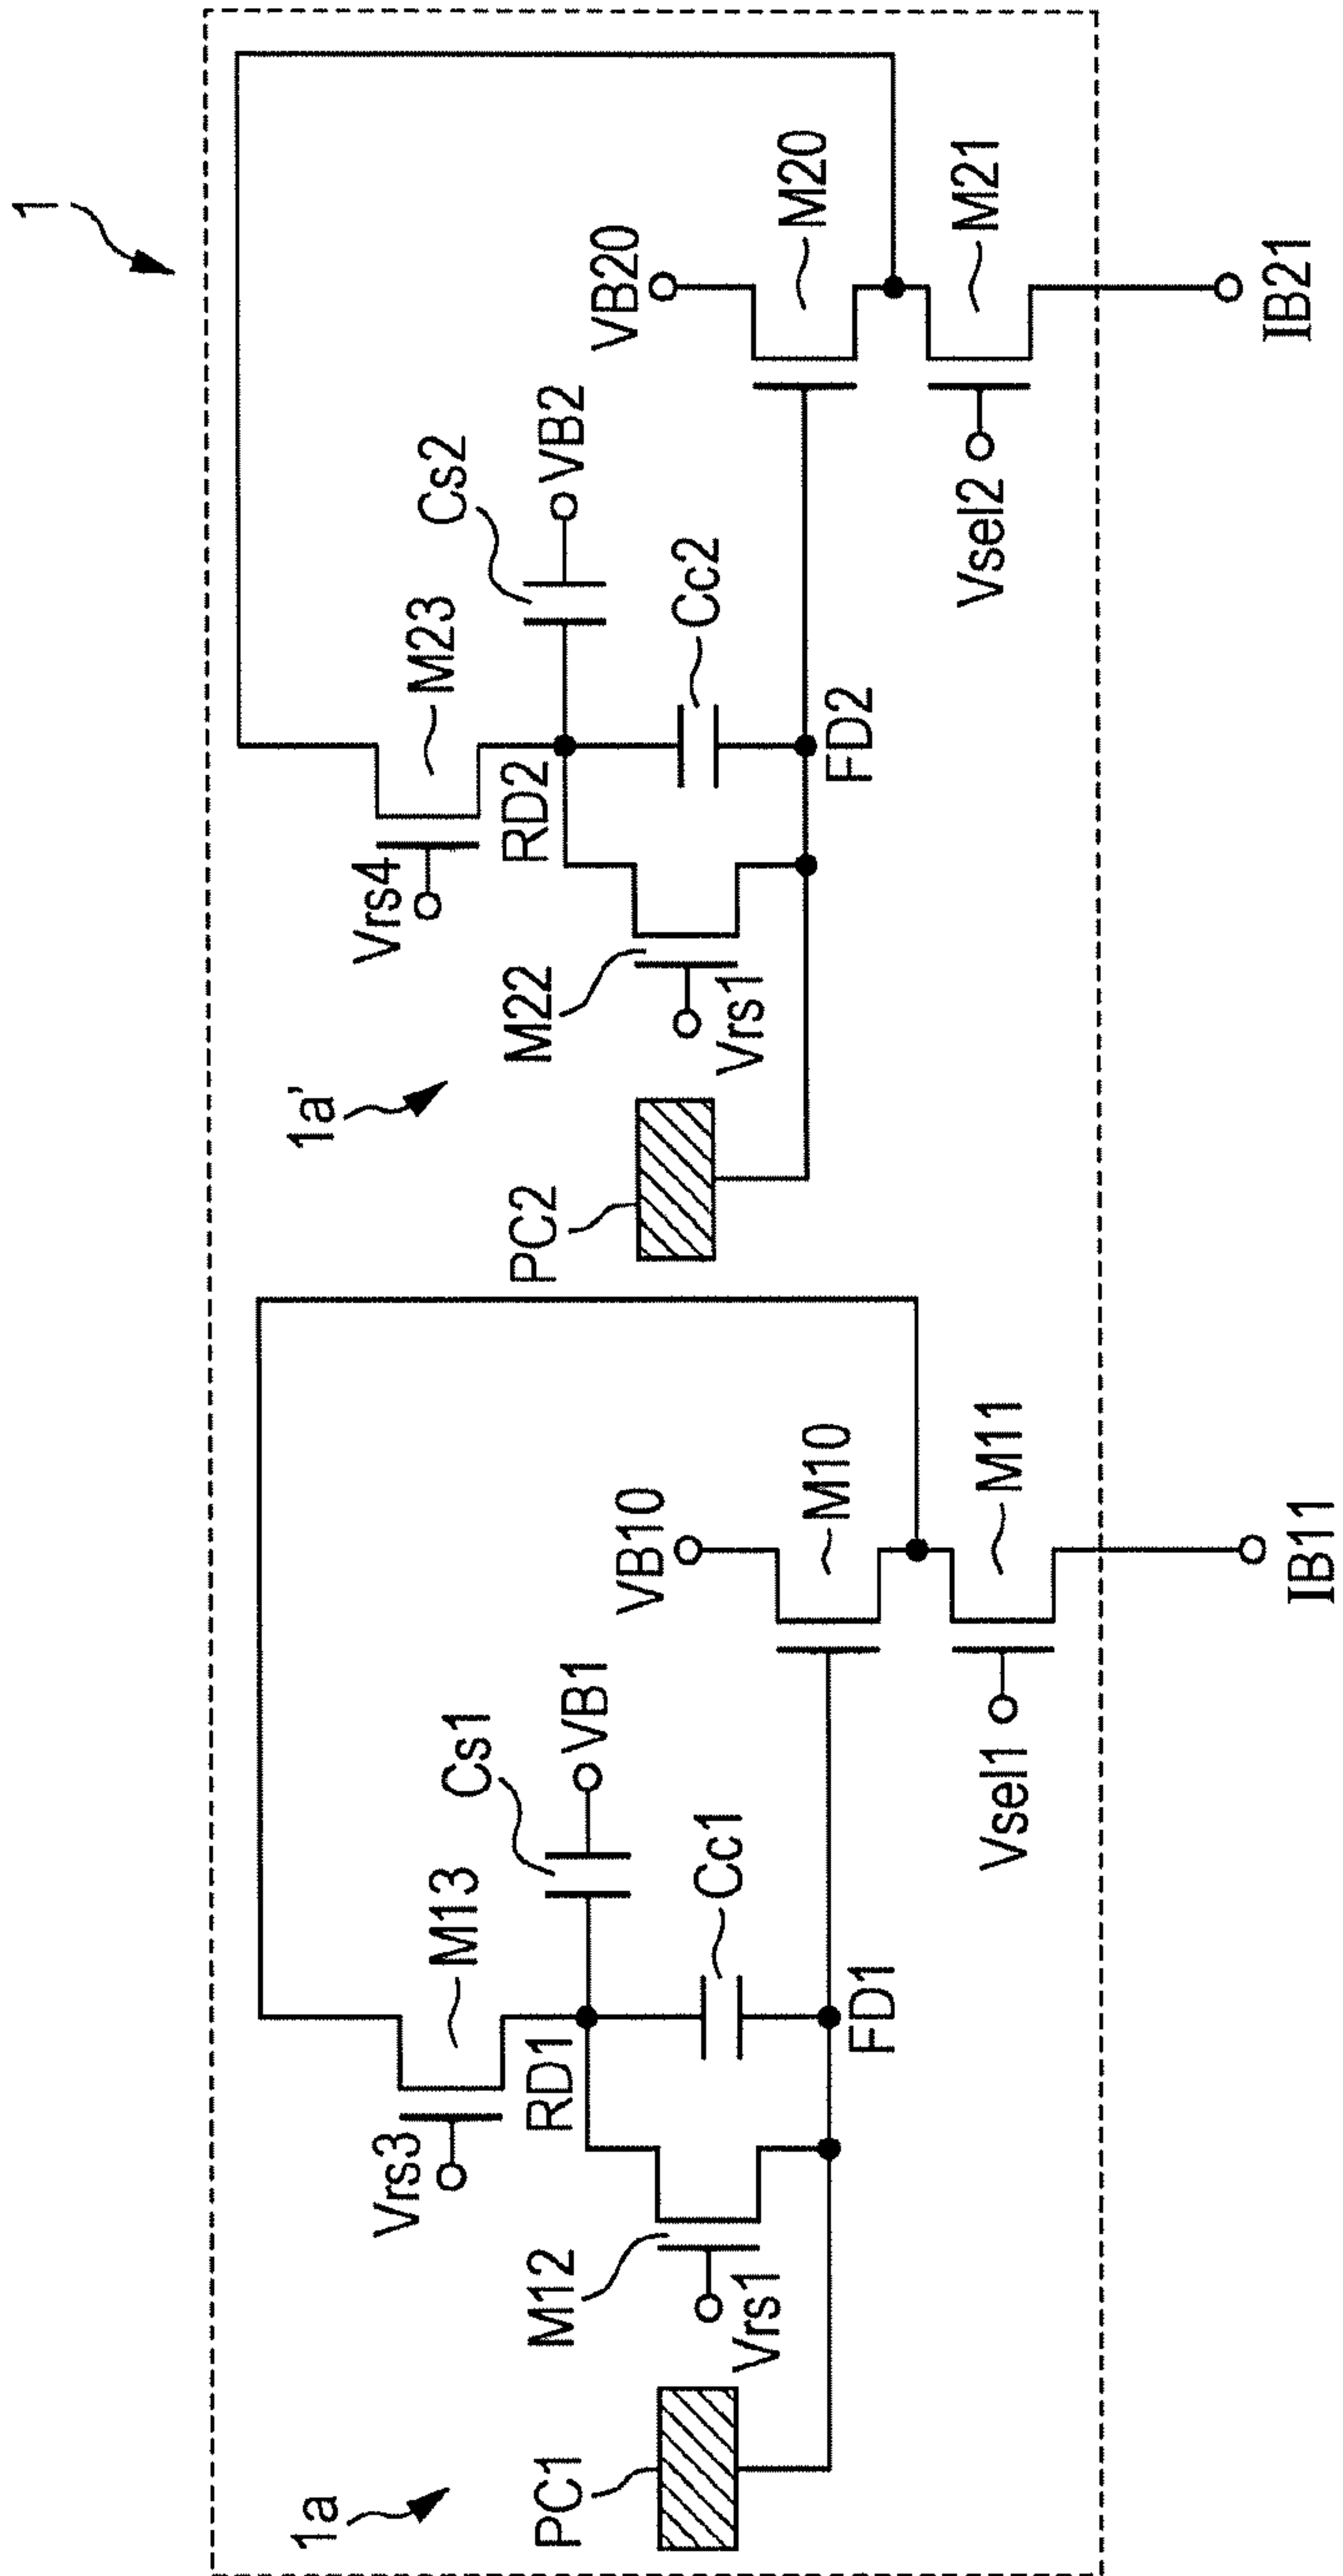 1
1a
PC1
M12
Vrs1
Vrs3
M13
RD1
Cs1
VB1
Cc1
FD1
VB10
M10
M11
Vsel1
IB11
1a'
PC2
M22
Vrs1
Vrs4
M23
RD2
Cs2
VB2
Cc2
FD2
VB20
M20
M21
Vsel2
IB21